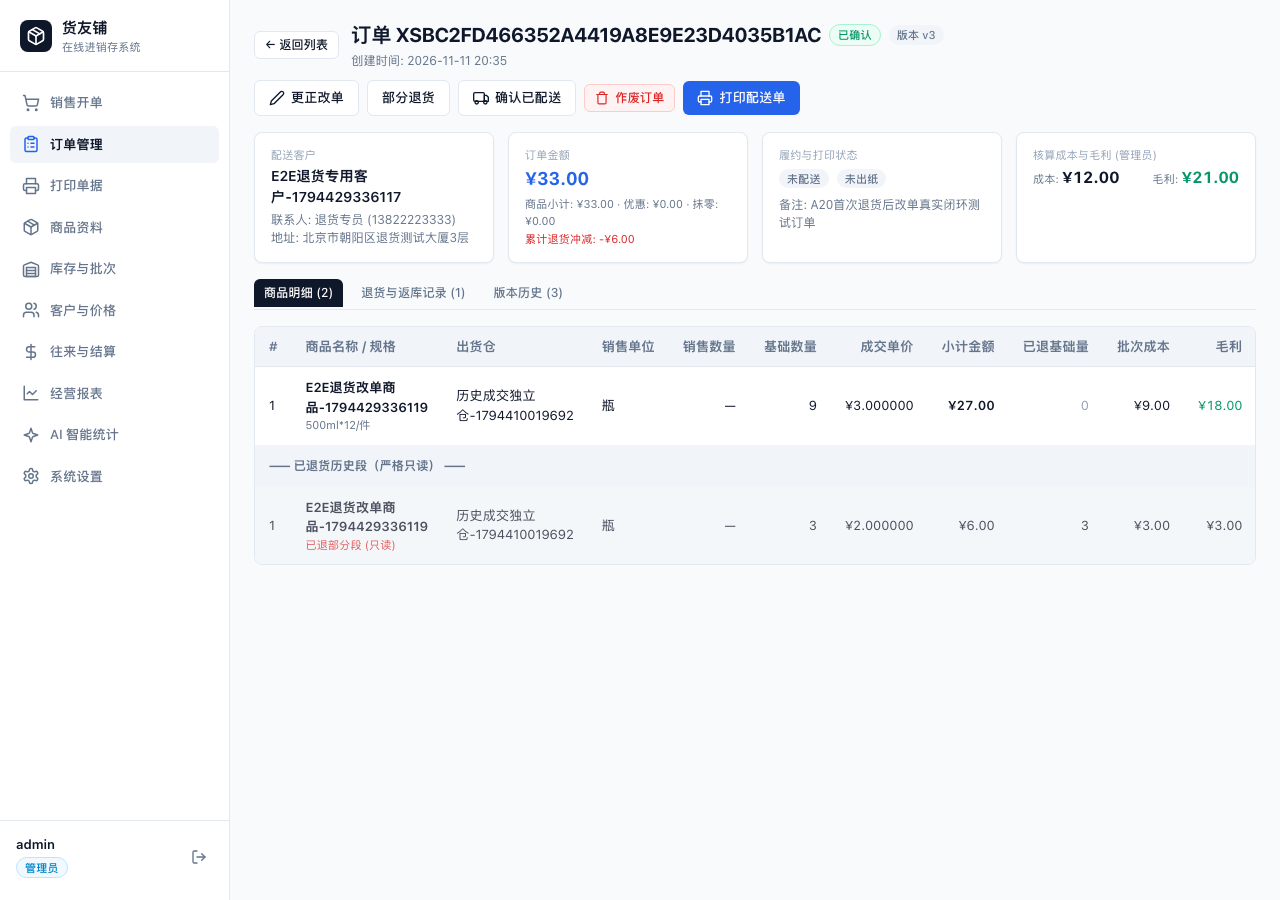 货友铺
在线进销存系统
销售开单
订单管理
打印单据
商品资料
库存与批次
客户与价格
往来与结算
经营报表
AI 智能统计
系统设置
admin
管理员
← 返回列表
订单 XSBC2FD466352A4419A8E9E23D4035B1AC 已确认 版本 v3
创建时间: 2026-11-11 20:35
更正改单 部分退货 确认已配送 作废订单 打印配送单
配送客户
E2E退货专用客
户-1794429336117
联系人: 退货专员 (13822223333)
地址: 北京市朝阳区退货测试大厦3层
订单金额
¥33.00
商品小计: ¥33.00 · 优惠: ¥0.00 · 抹零:
¥0.00
累计退货冲减: -¥6.00
履约与打印状态
未配送 未出纸
备注: A20首次退货后改单真实闭环测
试订单
核算成本与毛利 (管理员)
成本: ¥12.00 毛利: ¥21.00
商品明细 (2) 退货与返库记录 (1) 版本历史 (3)
# 商品名称 / 规格 出货仓 销售单位 销售数量 基础数量 成交单价 小计金额 已退基础量 批次成本 毛利
1 E2E退货改单商
品-1794429336119
500ml*12/件
历史成交独立
仓-1794410019692
瓶 — 9 ¥3.000000 ¥27.00 0 ¥9.00 ¥18.00
—— 已退货历史段（严格只读） ——
1 E2E退货改单商
品-1794429336119
已退部分段 (只读)
历史成交独立
仓-1794410019692
瓶 — 3 ¥2.000000 ¥6.00 3 ¥3.00 ¥3.00